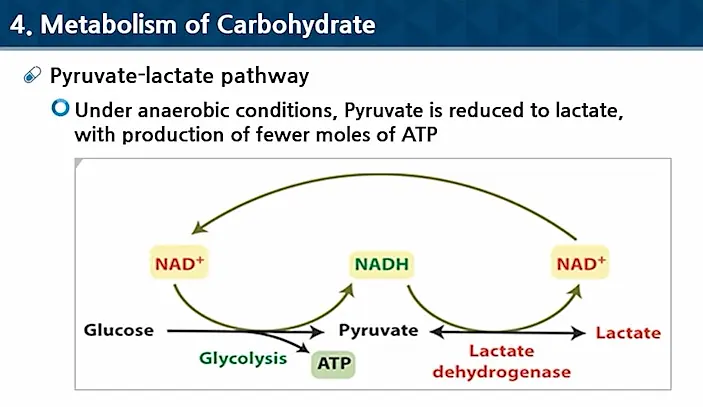 4. Metabolism of Carbohydrate
Pyruvate-lactate pathway
Under anaerobic conditions, Pyruvate is reduced to lactate,
with production of fewer moles of ATP
NAD+ NADH NAD+
Glucose Pyruvate Lactate
Glycolysis ATP Lactate
dehydrogenase